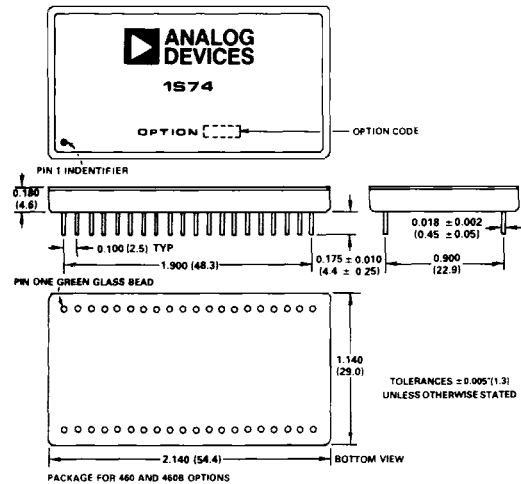 ANALOG
DEVICES
1S74
OPTION
OPTION CODE
PIN 1 INDENTIFIER
0.180
(4.6)
0.100 (2.5) TYP
1.900 (48.3)
0.175 ± 0.010
(4.4 ± 0.25)
0.018 ± 0.002
(0.45 ± 0.05)
0.900
(22.9)
PIN ONE GREEN GLASS BEAD
1.140
(29.0)
TOLERANCES ± 0.005"(1.3)
UNLESS OTHERWISE STATED
2.140 (54.4)
BOTTOM VIEW
PACKAGE FOR 460 AND 460B OPTIONS